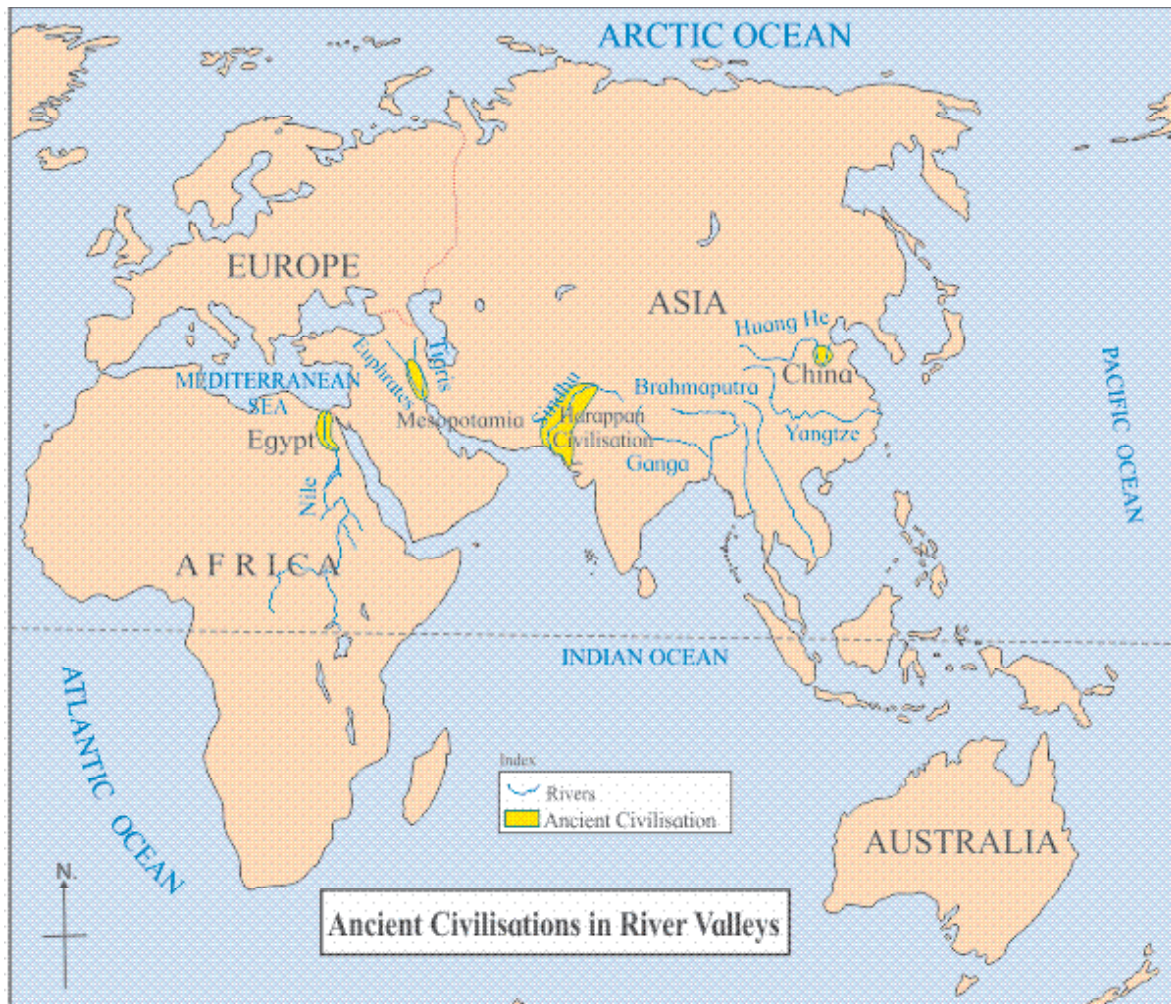 ARCTIC OCEAN
EUROPE
ASIA
Huang He
Tigris
Euphrates
China
MEDITERRANEAN
SEA
Sindhu
Brahmaputra
Mesopotamia
Harappan
Civilisation
Egypt
Yangtze
Ganga
PACIFIC OCEAN
Nile
AFRICA
INDIAN OCEAN
ATLANTIC OCEAN
Index
Rivers
Ancient Civilisation
AUSTRALIA
N.
Ancient Civilisations in River Valleys